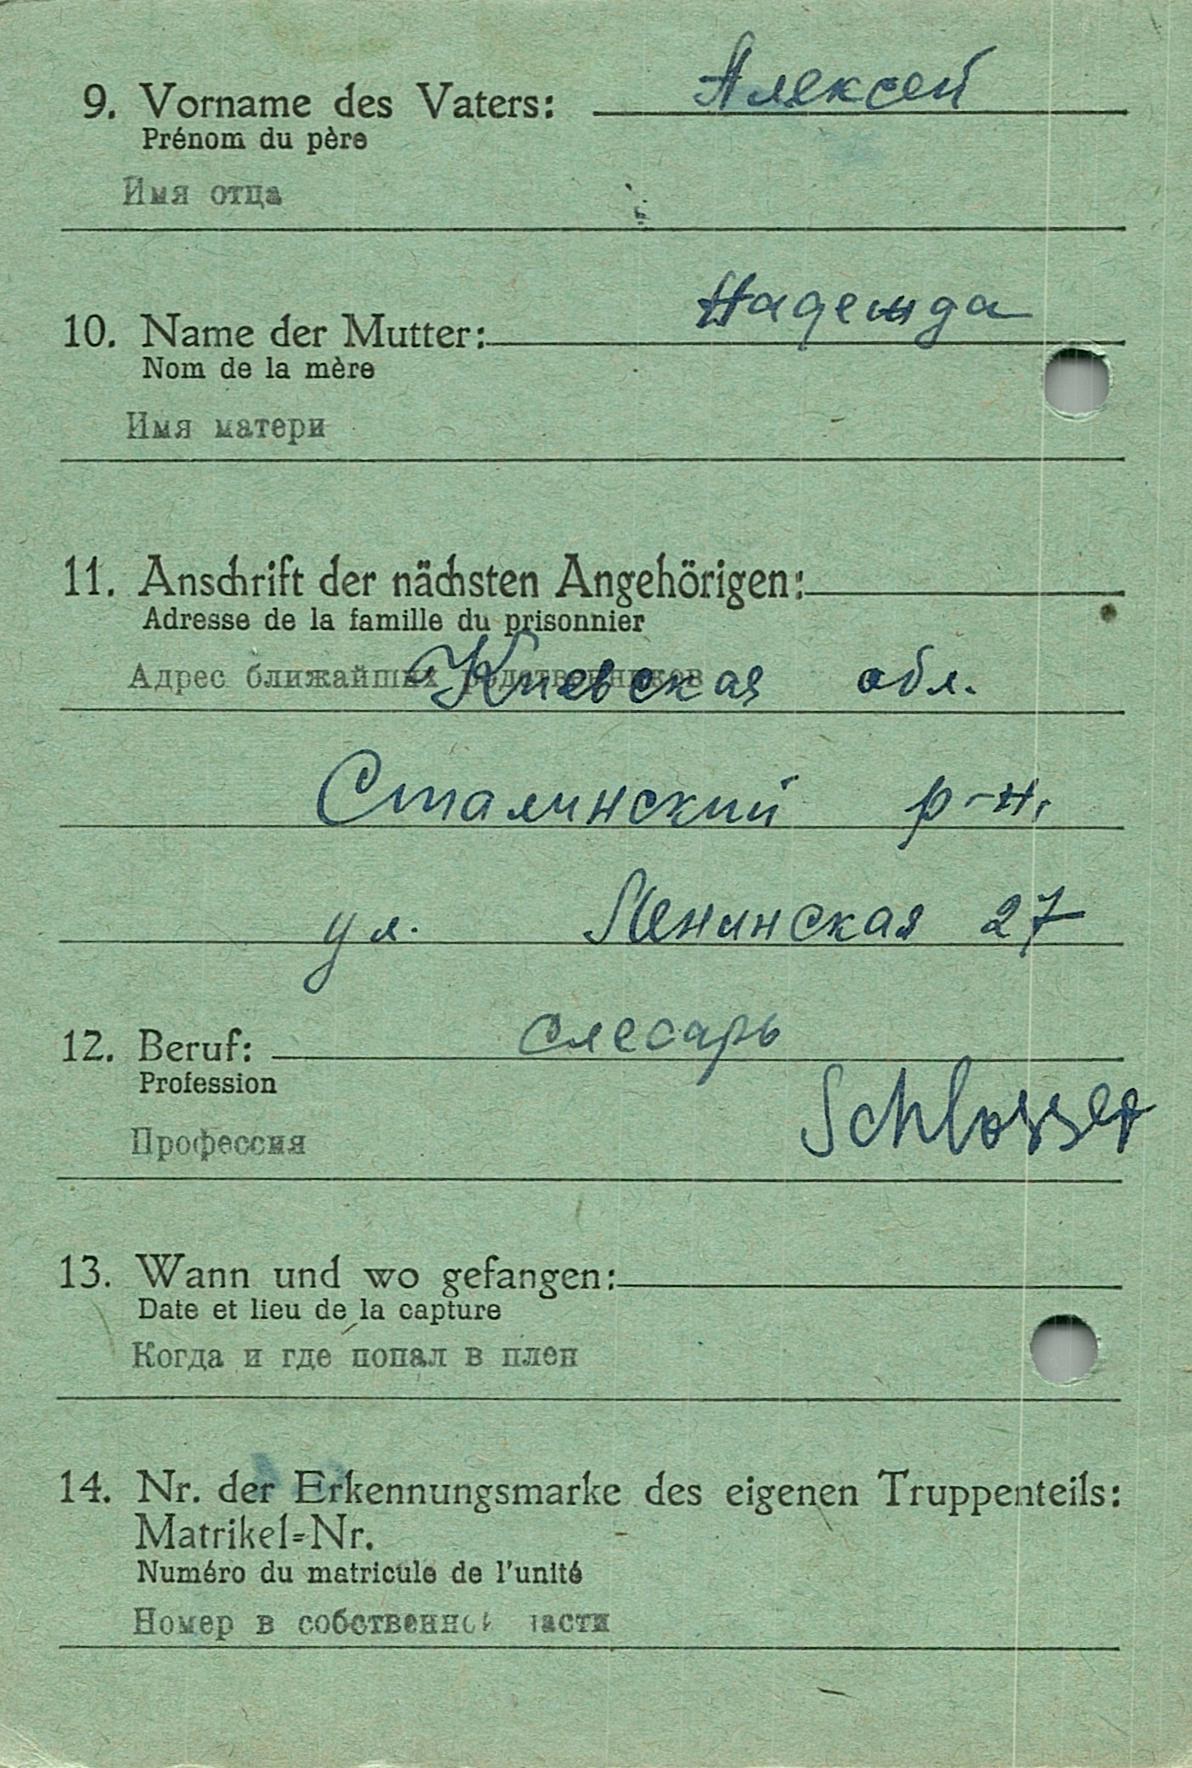 9. Vorname des Vaters: Алексей
Prénom du père
Имя отца
10. Name der Mutter: Надежда
Nom de la mère
Имя матери
11. Anschrift der nächsten Angehörigen:
Adresse de la famille du prisonnier
Адрес ближайших родственников Киевская обл.
Сталинский р-н,
ул. Ленинская 27
12. Beruf: слесарь
Profession
Schlosser
Профессия
13. Wann und wo gefangen:
Date et lieu de la capture
Когда и где попал в плен
14. Nr. der Erkennungsmarke des eigenen Truppenteils:
Matrikel=Nr.
Numéro du matricule de l'unité
Номер в собственной части